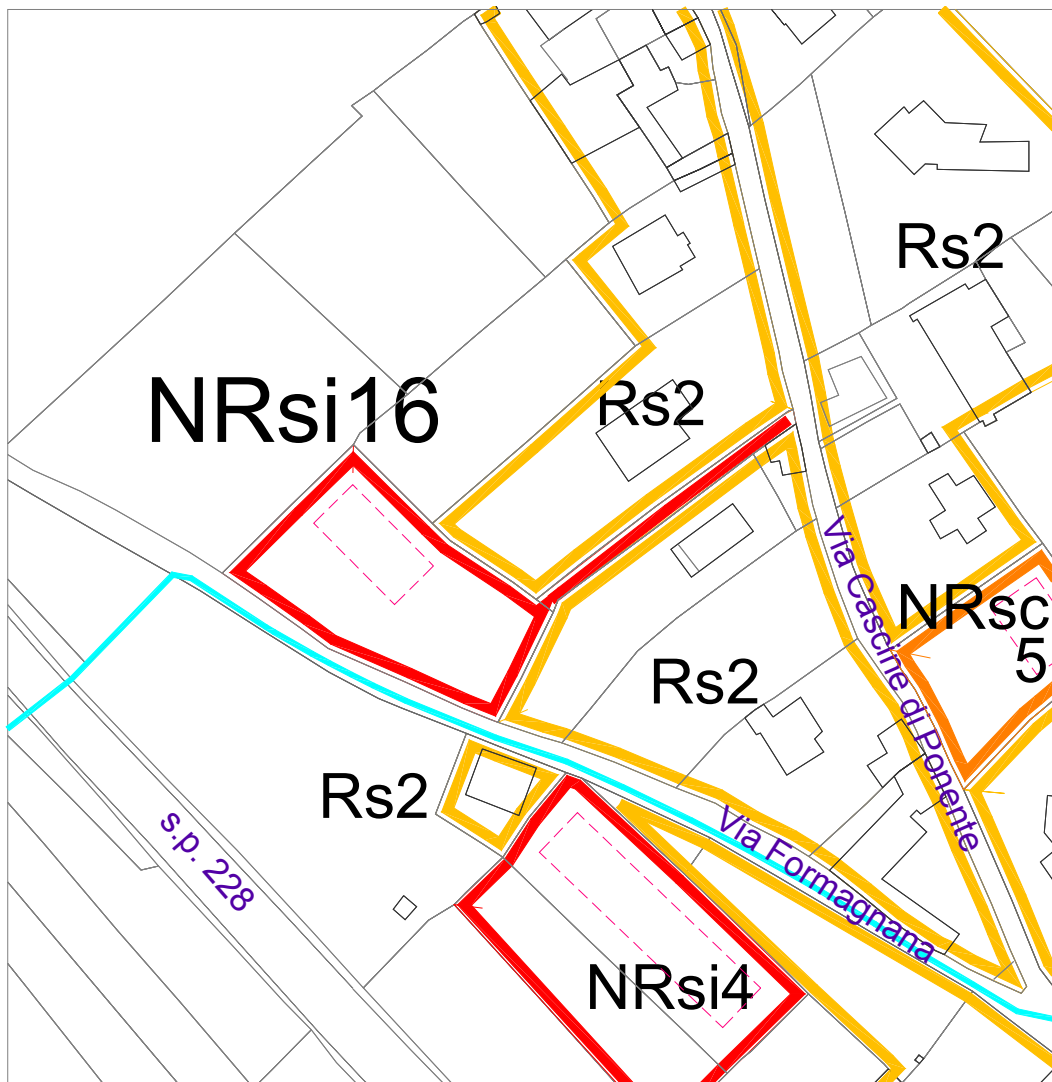 Rs2
NRsi16
Rs2
Via Cascine di Ponente
NRsc
5
Rs2
Rs2
s.p. 228
Via Formagnana
NRsi4